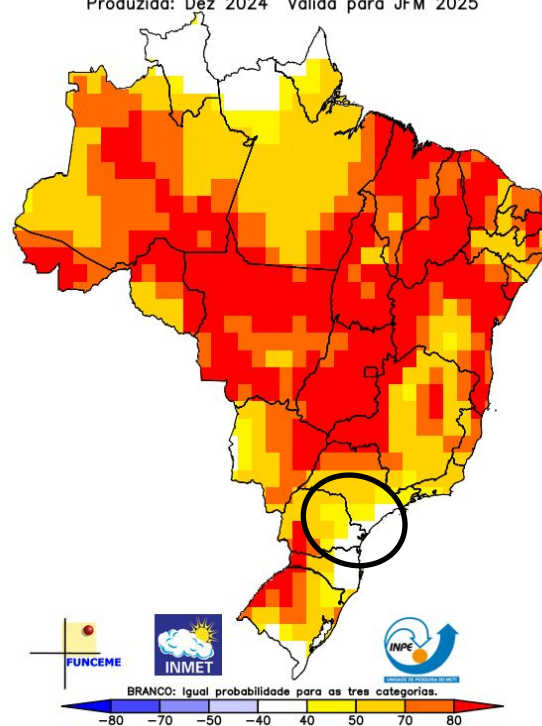 Produzida: Dez 2024 Válida para JFM 2025
FUNCEME
INMET
INPE
UNIDADE DE PESQUISA DO MCTI
BRANCO: Igual probabilidade para as tres categorias.
-80 -70 -50 -40 40 50 70 80